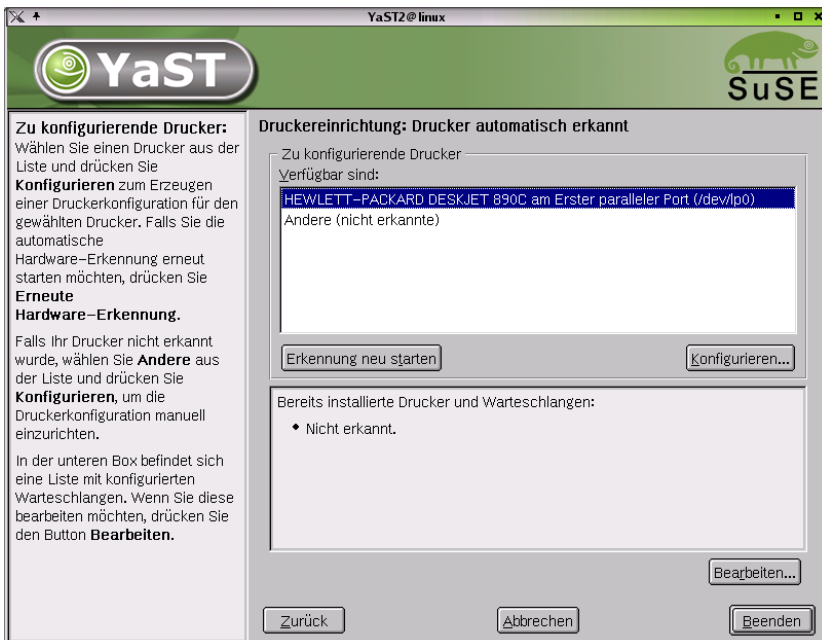 YaST2@linux
YaST
SuSE
Zu konfigurierende Drucker:
Wählen Sie einen Drucker aus der
Liste und drücken Sie
Konfigurieren zum Erzeugen
einer Druckerkonfiguration für den
gewählten Drucker. Falls Sie die
automatische
Hardware-Erkennung erneut
starten möchten, drücken Sie
Erneute
Hardware-Erkennung.
Falls Ihr Drucker nicht erkannt
wurde, wählen Sie Andere aus
der Liste und drücken Sie
Konfigurieren, um die
Druckerkonfiguration manuell
einzurichten.
In der unteren Box befindet sich
eine Liste mit konfigurierten
Warteschlangen. Wenn Sie diese
bearbeiten möchten, drücken Sie
den Button Bearbeiten.
Druckereinrichtung: Drucker automatisch erkannt
Zu konfigurierende Drucker
Verfügbar sind:
HEWLETT-PACKARD DESKJET 890C am Erster paralleler Port (/dev/lp0)
Andere (nicht erkannte)
Erkennung neu starten
Konfigurieren...
Bereits installierte Drucker und Warteschlangen:
• Nicht erkannt.
Bearbeiten...
Zurück
Abbrechen
Beenden